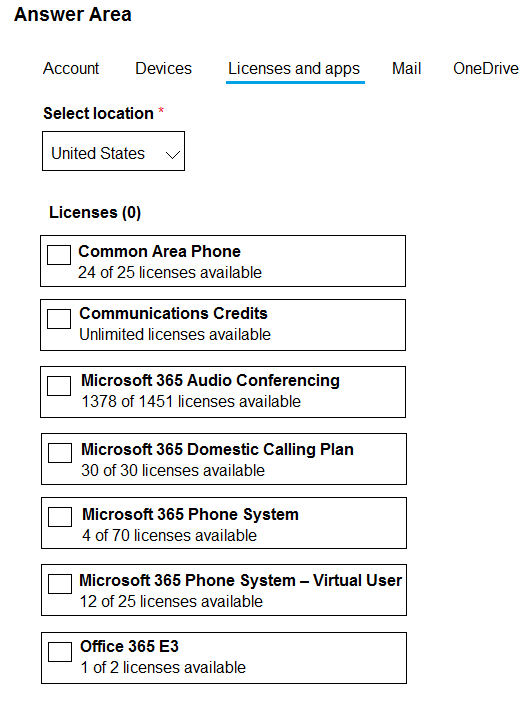 Answer Area
Account Devices Licenses and apps Mail OneDrive
Select location *
United States
Licenses (0)
Common Area Phone
24 of 25 licenses available
Communications Credits
Unlimited licenses available
Microsoft 365 Audio Conferencing
1378 of 1451 licenses available
Microsoft 365 Domestic Calling Plan
30 of 30 licenses available
Microsoft 365 Phone System
4 of 70 licenses available
Microsoft 365 Phone System – Virtual User
12 of 25 licenses available
Office 365 E3
1 of 2 licenses available